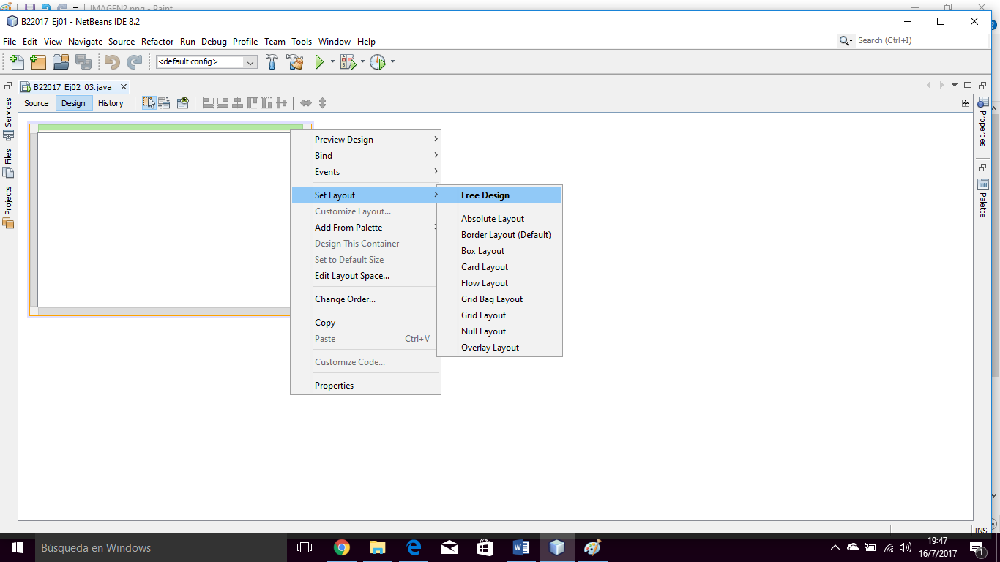 IMAGEN2.png - Paint
B22017_Ej01 - NetBeans IDE 8.2
File Edit View Navigate Source Refactor Run Debug Profile Team Tools Window Help
Search (Ctrl+I)
<default config>
B22017_Ej02_03.java
Source Design History
Services
Files
Projects
Properties
Palette
Preview Design
Bind
Events
Set Layout
Customize Layout...
Add From Palette
Design This Container
Set to Default Size
Edit Layout Space...
Change Order...
Copy
Paste Ctrl+V
Customize Code...
Properties
Free Design
Absolute Layout
Border Layout (Default)
Box Layout
Card Layout
Flow Layout
Grid Bag Layout
Grid Layout
Null Layout
Overlay Layout
INS
Búsqueda en Windows
19:47
16/7/2017
1